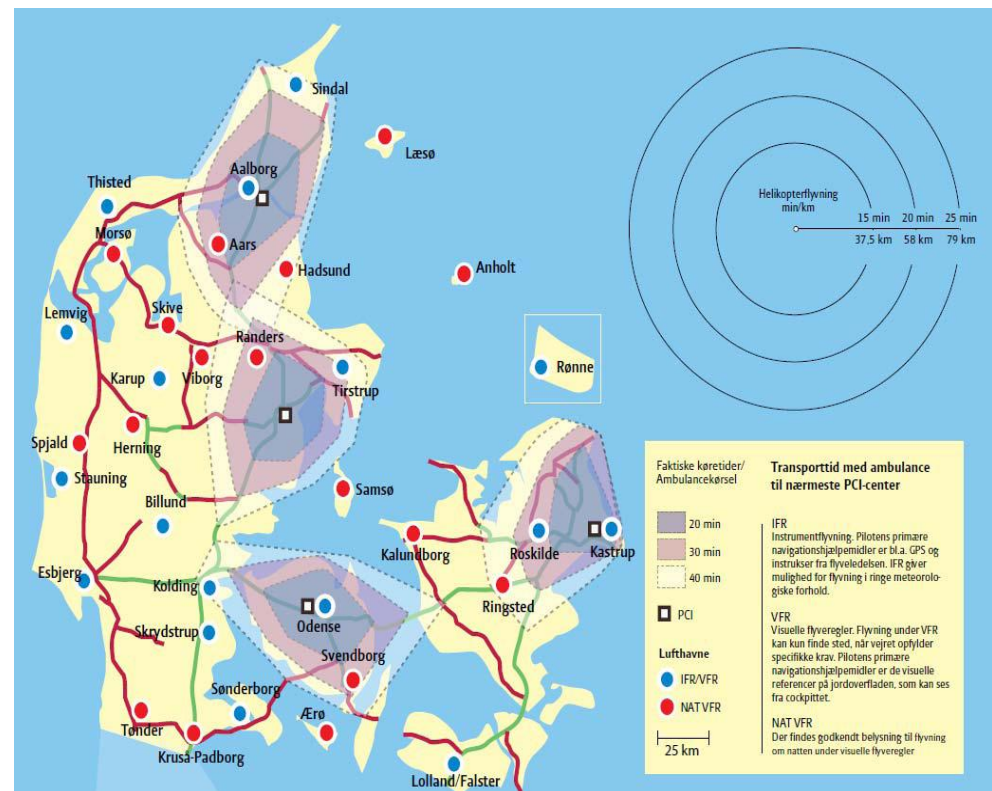 Sindal
Læsø
Aalborg
Thisted
Morsø
Aars
Hadsund
Anholt
Lemvig
Skive
Randers
Viborg
Karup
Tirstrup
Rønne
Spjald
Herning
Stauning
Samsø
Billund
Esbjerg
Kolding
Kalundborg
Roskilde
Kastrup
Ringsted
Odense
Skrydstrup
Svendborg
Sønderborg
Ærø
Tønder
Kruså-Padborg
Lolland/Falster
Helikopterflyvning
min/km
15 min 20 min 25 min
37,5 km 58 km 79 km
Faktiske køretider/
Ambulancekørsel
20 min
30 min
40 min
PCI
Lufthavne
IFR/VFR
NAT VFR
25 km
Transporttid med ambulance
til nærmeste PCI-center
IFR
Instrumentflyvning. Pilotens primære
navigationshjælpemidler er bl.a. GPS og
instrukser fra flyveledelsen. IFR giver
mulighed for flyvning i ringe meteorolo-
giske forhold.
VFR
Visuelle flyveregler. Flyvning under VFR
kan kun finde sted, når vejret opfylder
specifikke krav. Pilotens primære
navigationshjælpemidler er de visuelle
referencer på jordoverfladen, som kan ses
fra cockpittet.
NAT VFR
Der findes godkendt belysning til flyvning
om natten under visuelle flyveregler